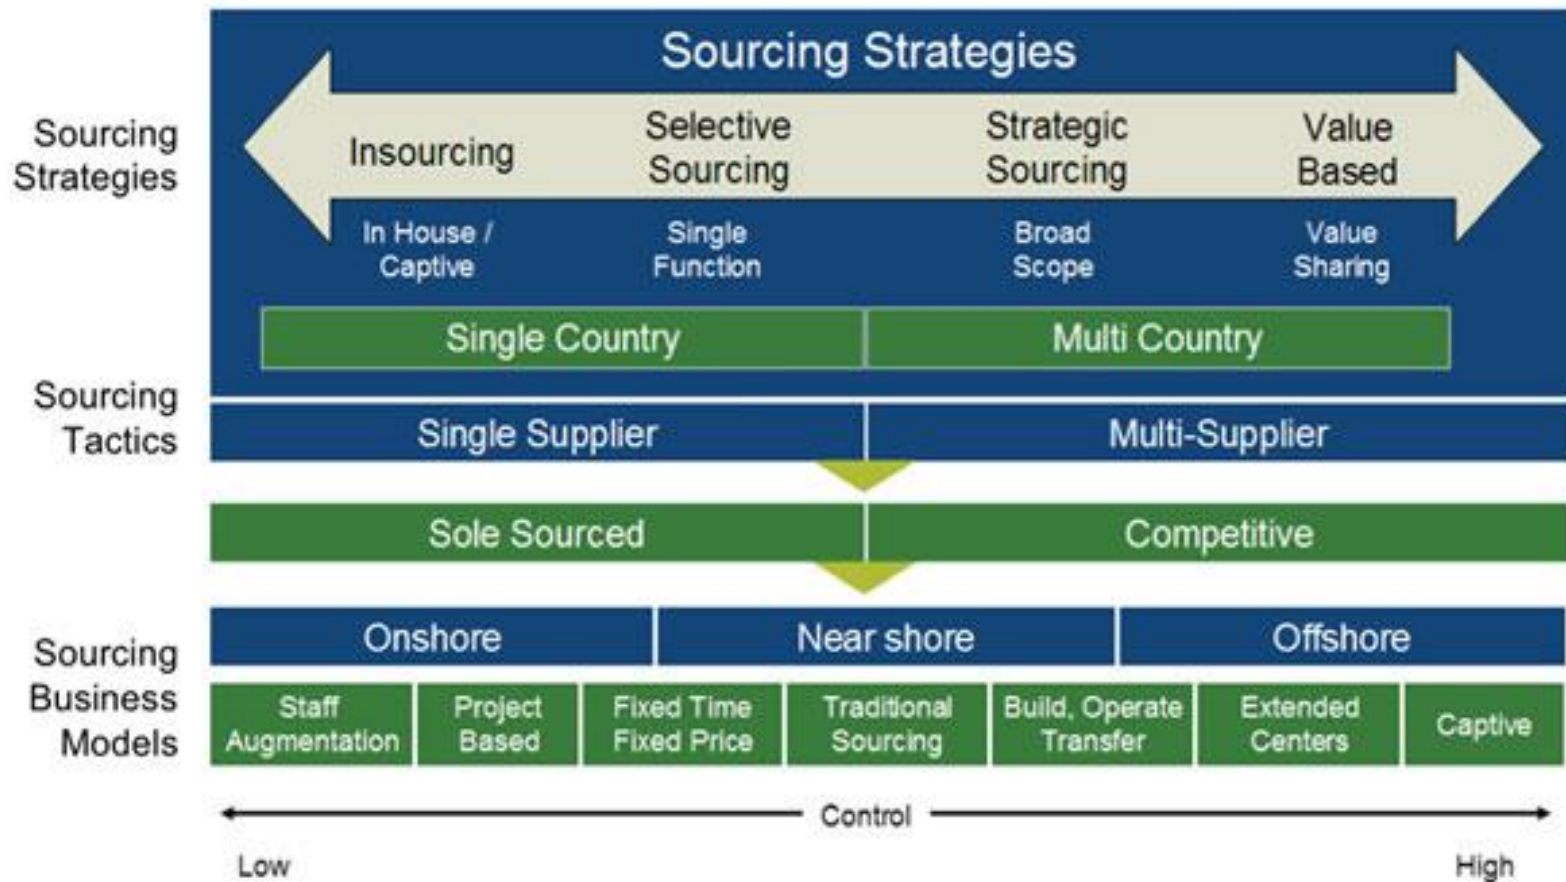 Sourcing Strategies
Sourcing
Strategies
Insourcing
Selective
Sourcing
Strategic
Sourcing
Value
Based
In House /
Captive
Single
Function
Broad
Scope
Value
Sharing
Single Country
Multi Country
Sourcing
Tactics
Single Supplier
Multi-Supplier
Sole Sourced
Competitive
Sourcing
Business
Models
Onshore
Near shore
Offshore
Staff
Augmentation
Project
Based
Fixed Time
Fixed Price
Traditional
Sourcing
Build, Operate
Transfer
Extended
Centers
Captive
Control
Low
High